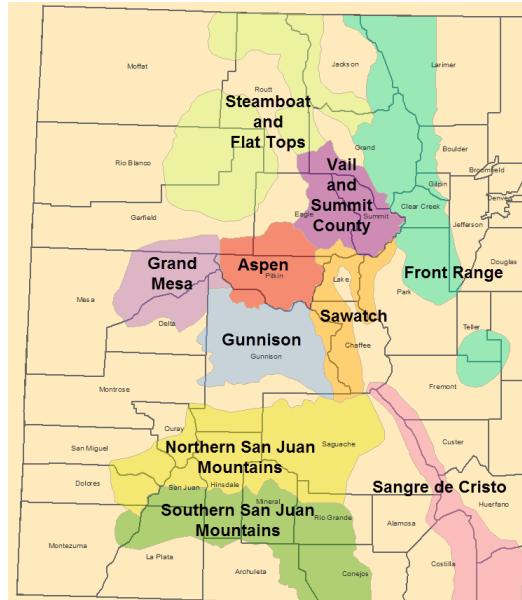 Moffat
Jackson
Larimer
Routt
Steamboat
and
Flat Tops
Grand
Boulder
Rio Blanco
Vail
and
Summit
County
Broomfield
Gilpin
Denver
Clear Creek
Garfield
Eagle
Summit
Jefferson
Grand
Mesa
Aspen
Pitkin
Lake
Front Range
Douglas
Park
Mesa
Delta
Sawatch
Teller
Gunnison
Gunnison
Chaffee
Fremont
Montrose
Ouray
Saguache
Custer
San Miguel
Northern San Juan
Mountains
Dolores
San Juan
Hinsdale
Sangre de Cristo
Mineral
Huerfano
Southern San Juan
Mountains
Rio Grande
Alamosa
Montezuma
La Plata
Archuleta
Conejos
Costilla